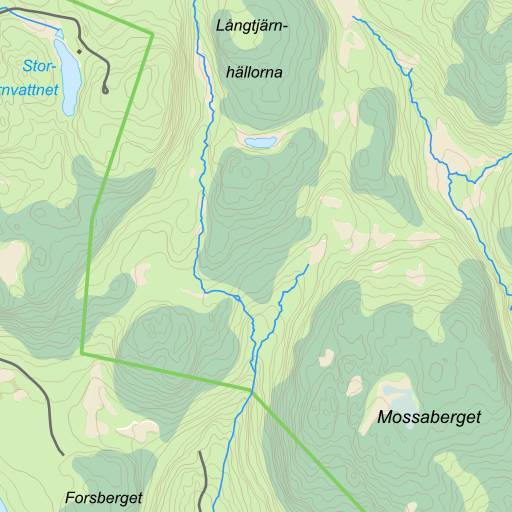 Långtjärn-
hällorna
Stor-
rnvattnet
Mossaberget
Forsberget